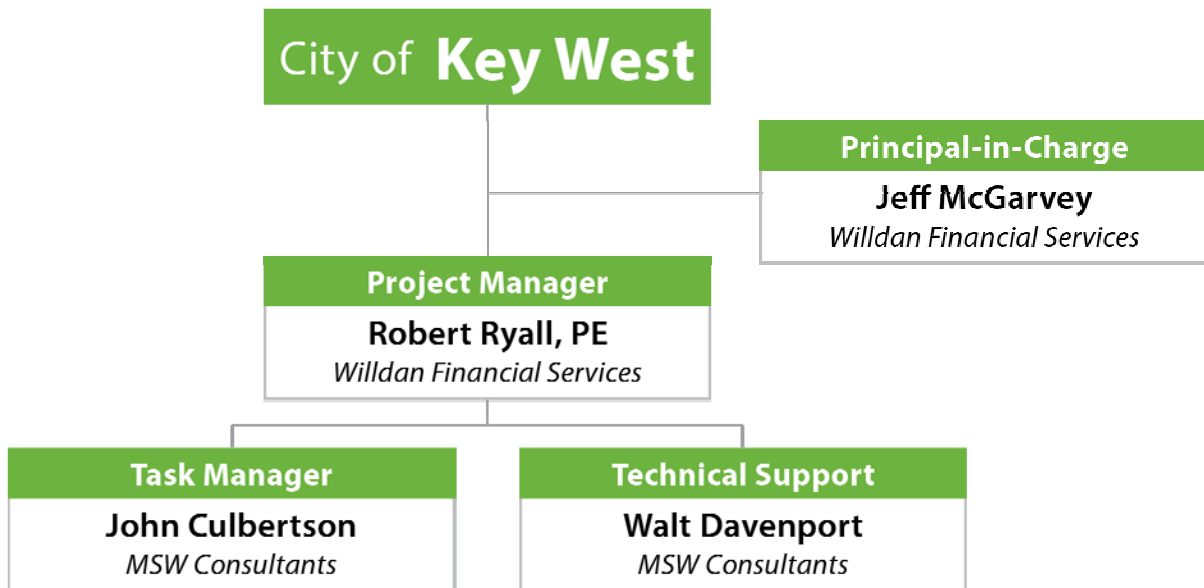 City of Key West
Principal-in-Charge
Jeff McGarvey
Willdan Financial Services
Project Manager
Robert Ryall, PE
Willdan Financial Services
Task Manager
John Culbertson
MSW Consultants
Technical Support
Walt Davenport
MSW Consultants